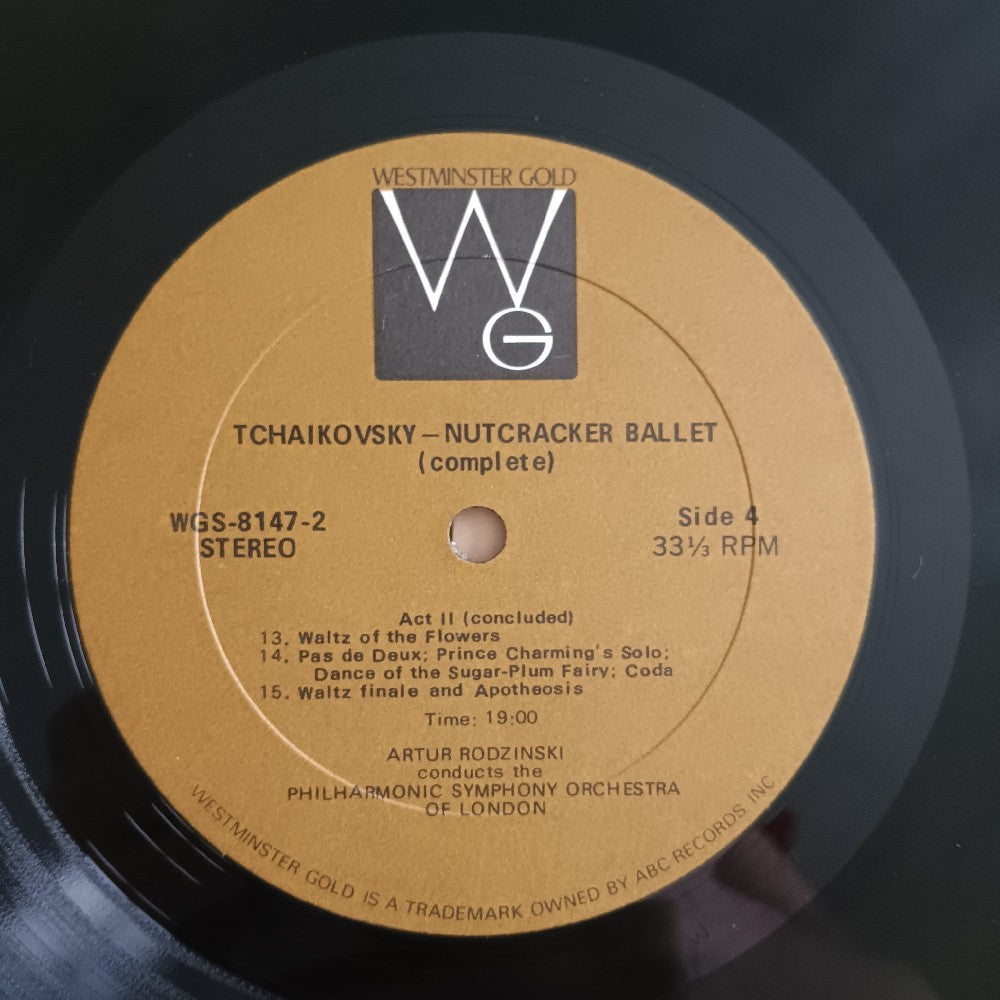 WESTMINSTER GOLD
WG
TCHAIKOVSKY – NUTCRACKER BALLET
(complete)
WGS-8147-2
STEREO
Side 4
33⅓ RPM
Act II (concluded)
13. Waltz of the Flowers
14. Pas de Deux; Prince Charming's Solo;
Dance of the Sugar-Plum Fairy; Coda
15. Waltz finale and Apotheosis
Time: 19:00
ARTUR RODZINSKI
conducts the
PHILHARMONIC SYMPHONY ORCHESTRA
OF LONDON
WESTMINSTER GOLD IS A TRADEMARK OWNED BY ABC RECORDS INC